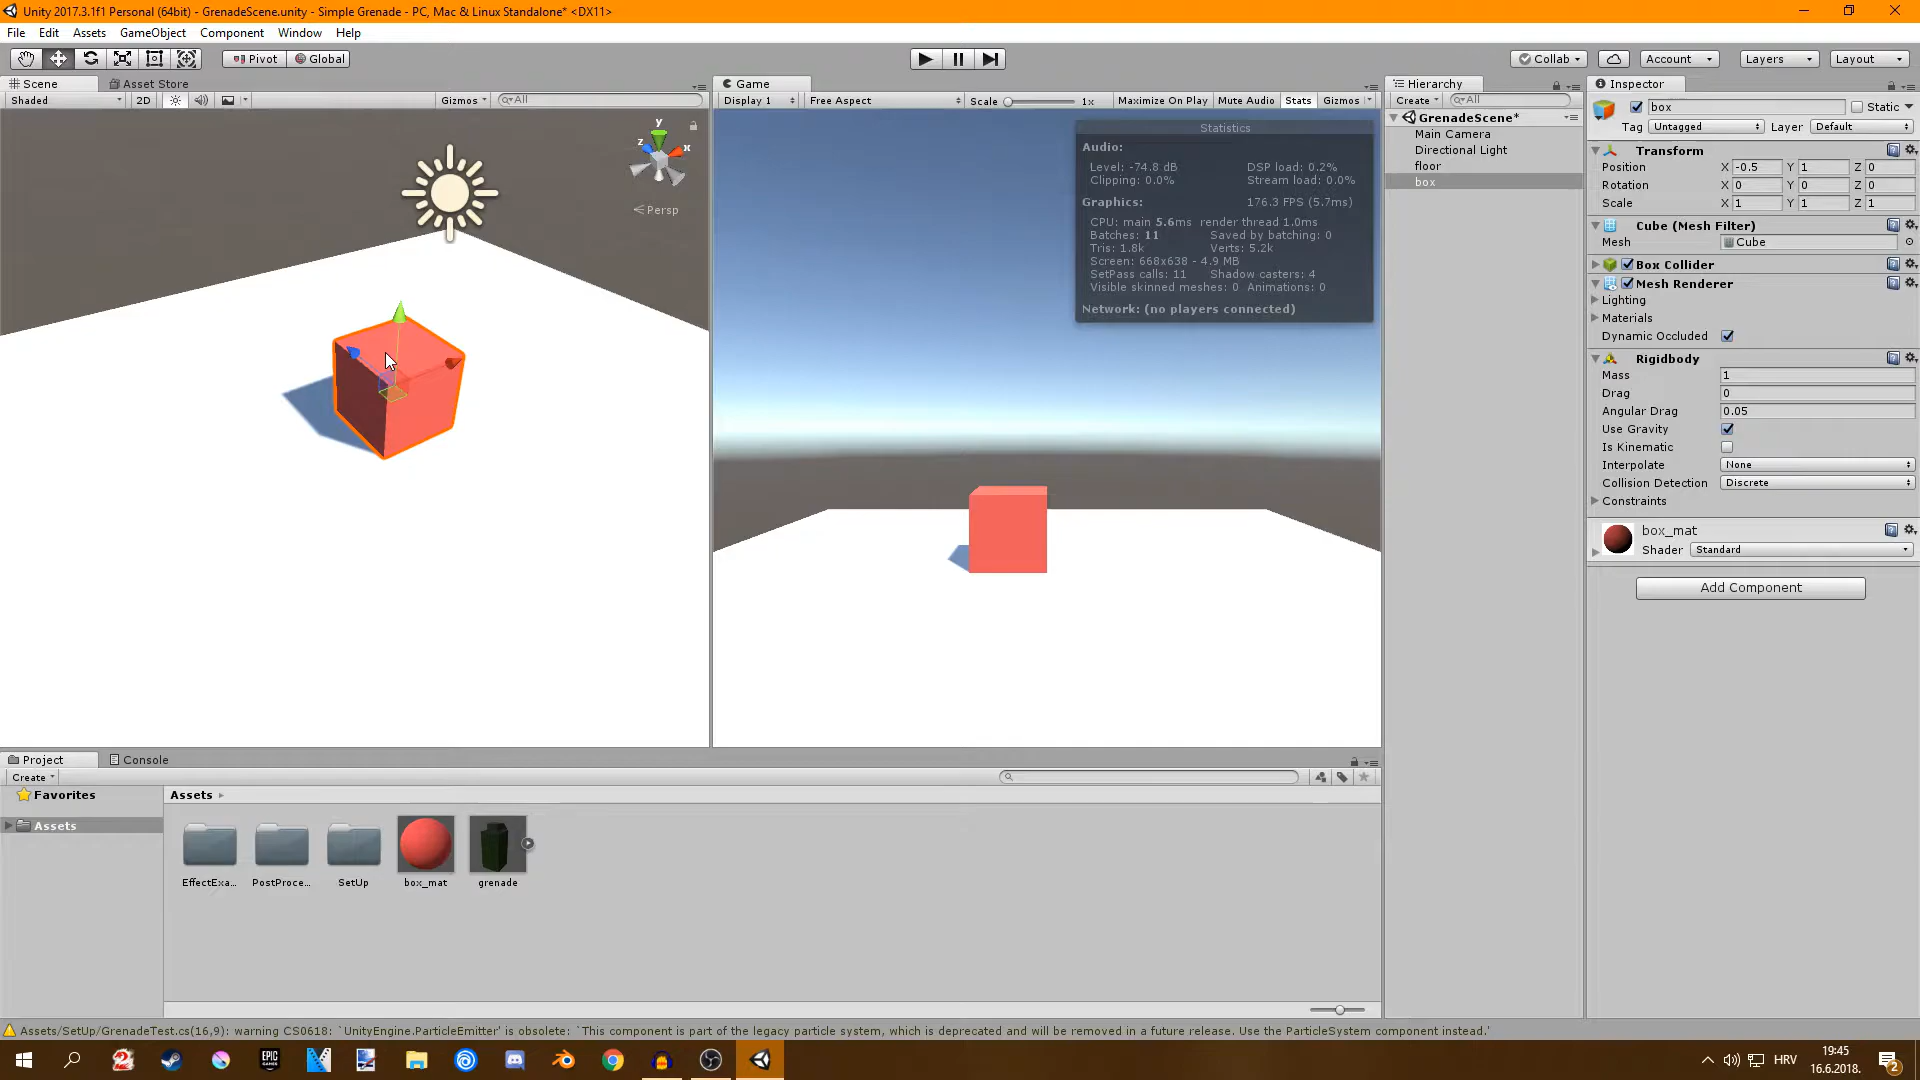 Unity 2017.3.1f1 Personal (64bit) - GrenadeScene.unity - Simple Grenade - PC, Mac & Linux Standalone* <DX11>
File Edit Assets GameObject Component Window Help
Pivot Global Collab Account Layers Layout
Scene Asset Store
Shaded 2D Gizmos All
y
z x
Persp
Game
Display 1 Free Aspect Scale 1x Maximize On Play Mute Audio Stats Gizmos
Statistics
Audio:
Level: -74.8 dB DSP load: 0.2%
Clipping: 0.0% Stream load: 0.0%
Graphics: 176.3 FPS (5.7ms)
CPU: main 5.6ms render thread 1.0ms
Batches: 11 Saved by batching: 0
Tris: 1.8k Verts: 5.2k
Screen: 668x638 - 4.9 MB
SetPass calls: 11 Shadow casters: 4
Visible skinned meshes: 0 Animations: 0
Network: (no players connected)
Hierarchy
Create All
GrenadeScene*
Main Camera
Directional Light
floor
box
Inspector
box Static
Tag Untagged Layer Default
Transform
Position X -0.5 Y 1 Z 0
Rotation X 0 Y 0 Z 0
Scale X 1 Y 1 Z 1
Cube (Mesh Filter)
Mesh Cube
Box Collider
Mesh Renderer
Lighting
Materials
Dynamic Occluded
Rigidbody
Mass 1
Drag 0
Angular Drag 0.05
Use Gravity
Is Kinematic
Interpolate None
Collision Detection Discrete
Constraints
box_mat
Shader Standard
Add Component
Project Console
Create
Favorites
Assets
Assets
EffectExa... PostProce... SetUp box_mat grenade
Assets/SetUp/GrenadeTest.cs(16,9): warning CS0618: `UnityEngine.ParticleEmitter' is obsolete: `This component is part of the legacy particle system, which is deprecated and will be removed in a future release. Use the ParticleSystem component instead.'
EPIC GAMES
HRV
19:45
16.6.2018.
2